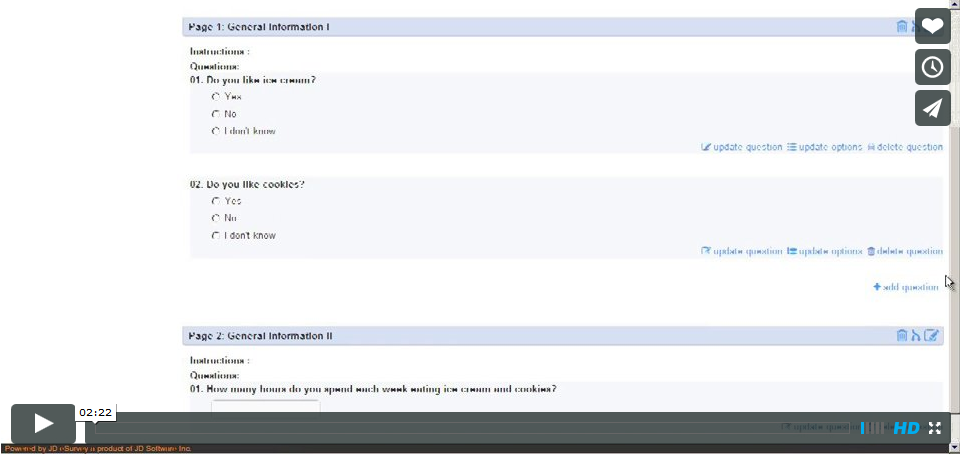 Page 1: General Information I
Instructions :
Questions:
01. Do you like ice cream?
Yes
No
I don't know
update question update options delete question
02. Do you like cookies?
Yes
No
I don't know
update question update options delete question
add question
Page 2: General Information II
Instructions :
Questions:
01. How many hours do you spend each week eating ice cream and cookies?
02:22
update question
HD
Powered by JD eSurvey a product of JD Software Inc.